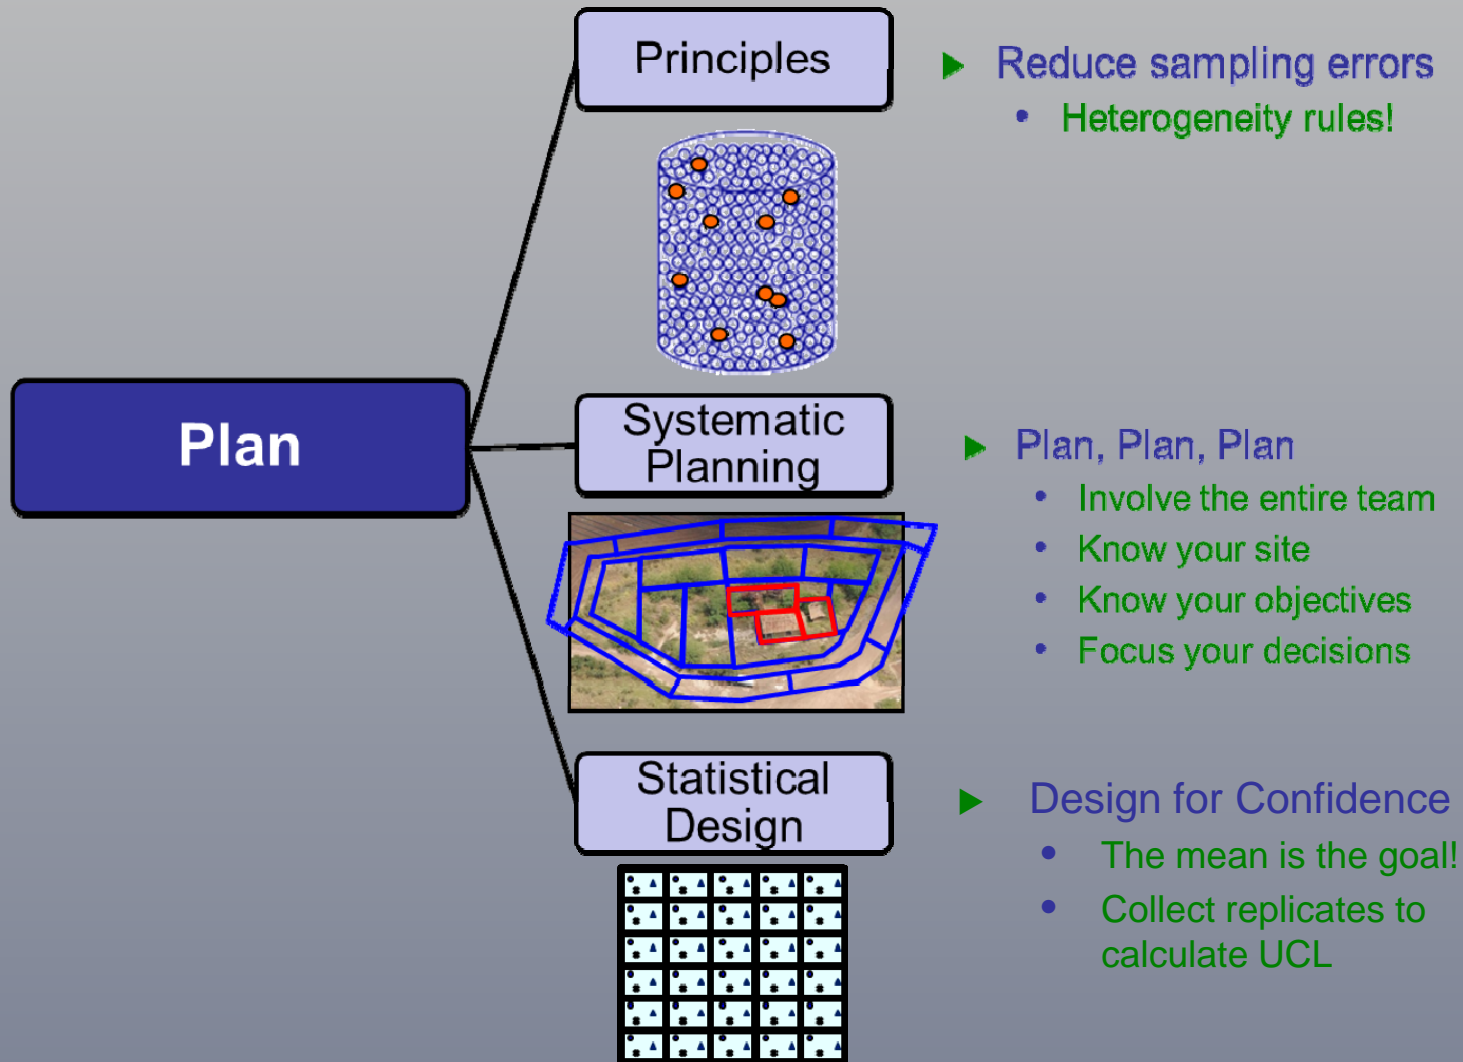 Principles
Reduce sampling errors
Heterogeneity rules!
Plan
Systematic
Planning
Plan, Plan, Plan
Involve the entire team
Know your site
Know your objectives
Focus your decisions
Statistical
Design
Design for Confidence
The mean is the goal!
Collect replicates to
calculate UCL